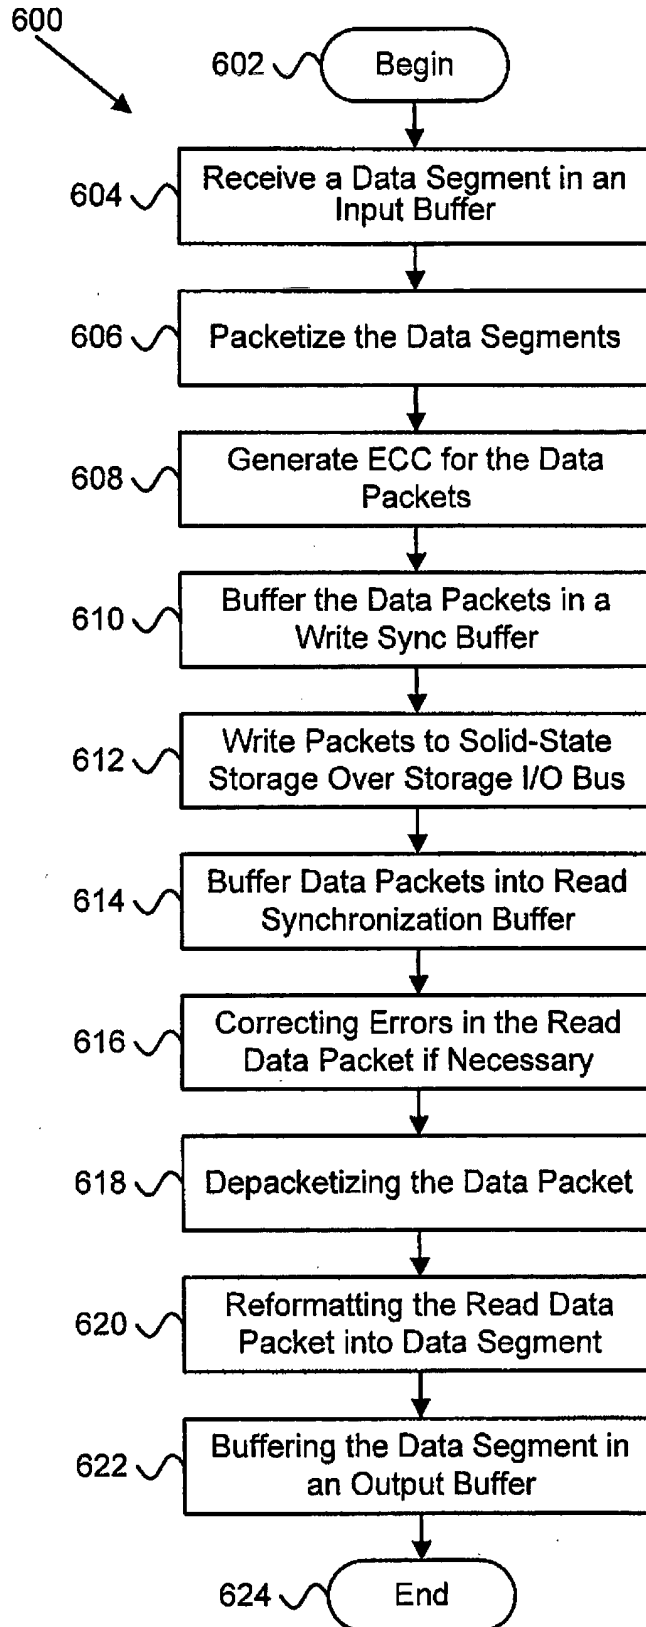 600
602
Begin
604
Receive a Data Segment in an
Input Buffer
606
Packetize the Data Segments
608
Generate ECC for the Data
Packets
610
Buffer the Data Packets in a
Write Sync Buffer
612
Write Packets to Solid-State
Storage Over Storage I/O Bus
614
Buffer Data Packets into Read
Synchronization Buffer
616
Correcting Errors in the Read
Data Packet if Necessary
618
Depacketizing the Data Packet
620
Reformatting the Read Data
Packet into Data Segment
622
Buffering the Data Segment in
an Output Buffer
624
End